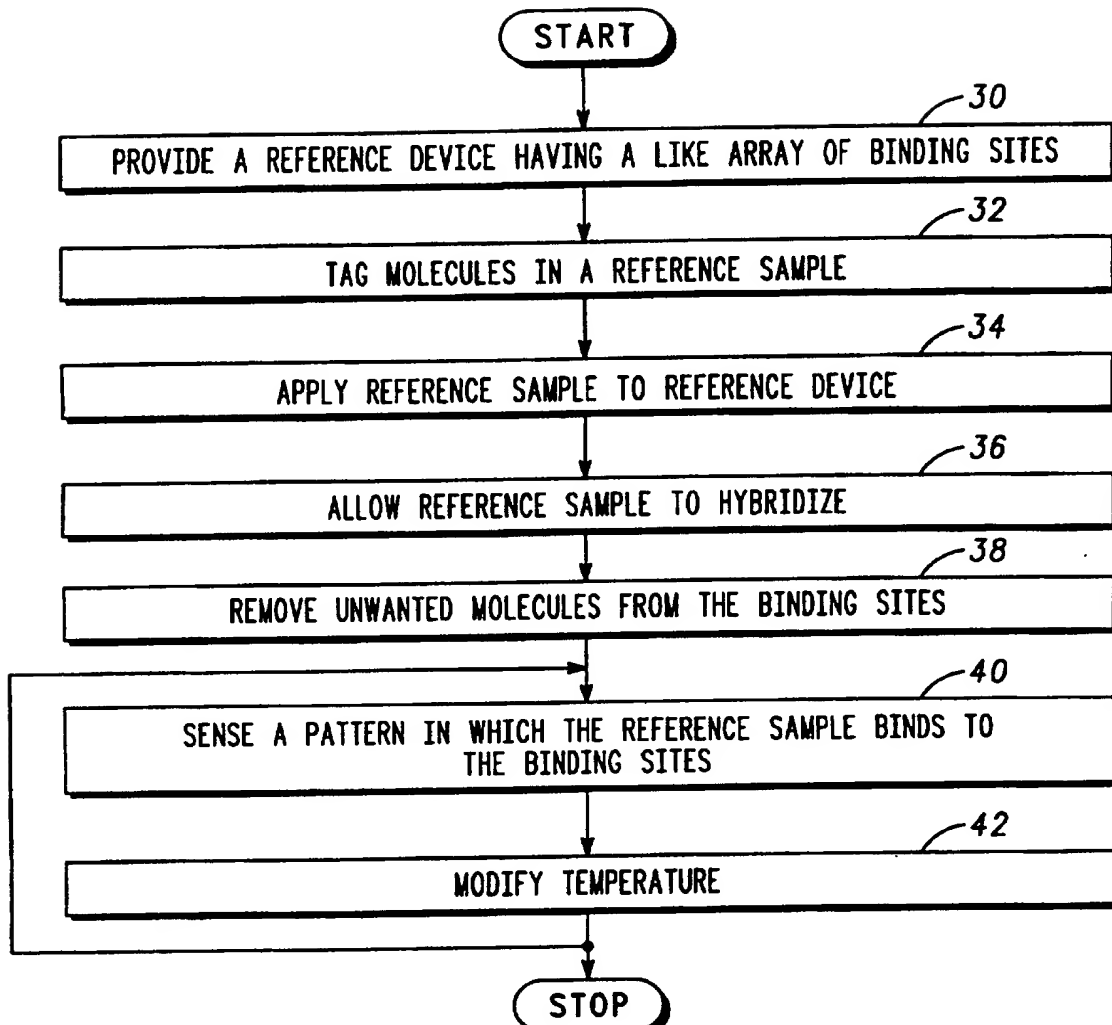 START
30
PROVIDE A REFERENCE DEVICE HAVING A LIKE ARRAY OF BINDING SITES
32
TAG MOLECULES IN A REFERENCE SAMPLE
34
APPLY REFERENCE SAMPLE TO REFERENCE DEVICE
36
ALLOW REFERENCE SAMPLE TO HYBRIDIZE
38
REMOVE UNWANTED MOLECULES FROM THE BINDING SITES
40
SENSE A PATTERN IN WHICH THE REFERENCE SAMPLE BINDS TO
THE BINDING SITES
42
MODIFY TEMPERATURE
STOP